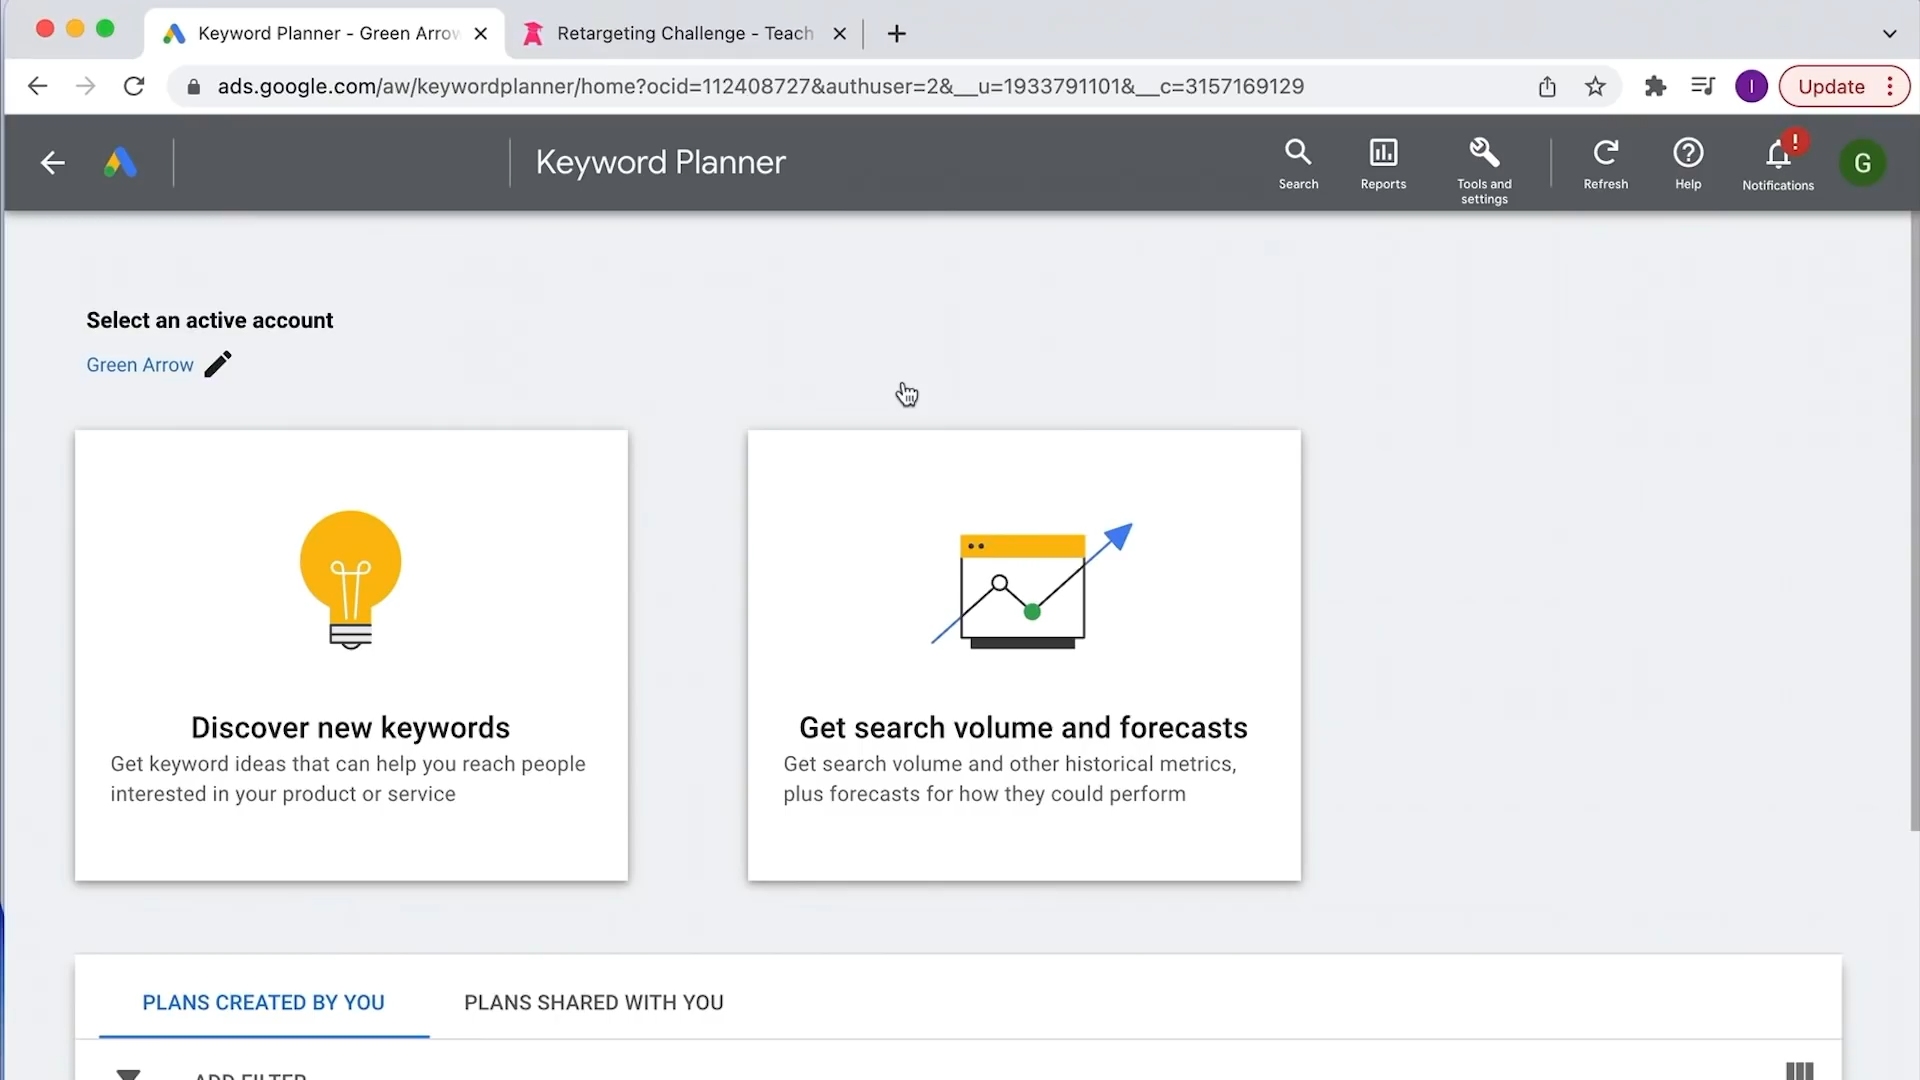 Keyword Planner - Green Arrow
Retargeting Challenge - Teach
ads.google.com/aw/keywordplanner/home?ocid=112408727&authuser=2&__u=1933791101&__c=3157169129
I
Update
Keyword Planner
Search
Reports
Tools and
settings
Refresh
Help
!
Notifications
G
Select an active account
Green Arrow
Discover new keywords
Get keyword ideas that can help you reach people
interested in your product or service
Get search volume and forecasts
Get search volume and other historical metrics,
plus forecasts for how they could perform
PLANS CREATED BY YOU
PLANS SHARED WITH YOU
ADD FILTER